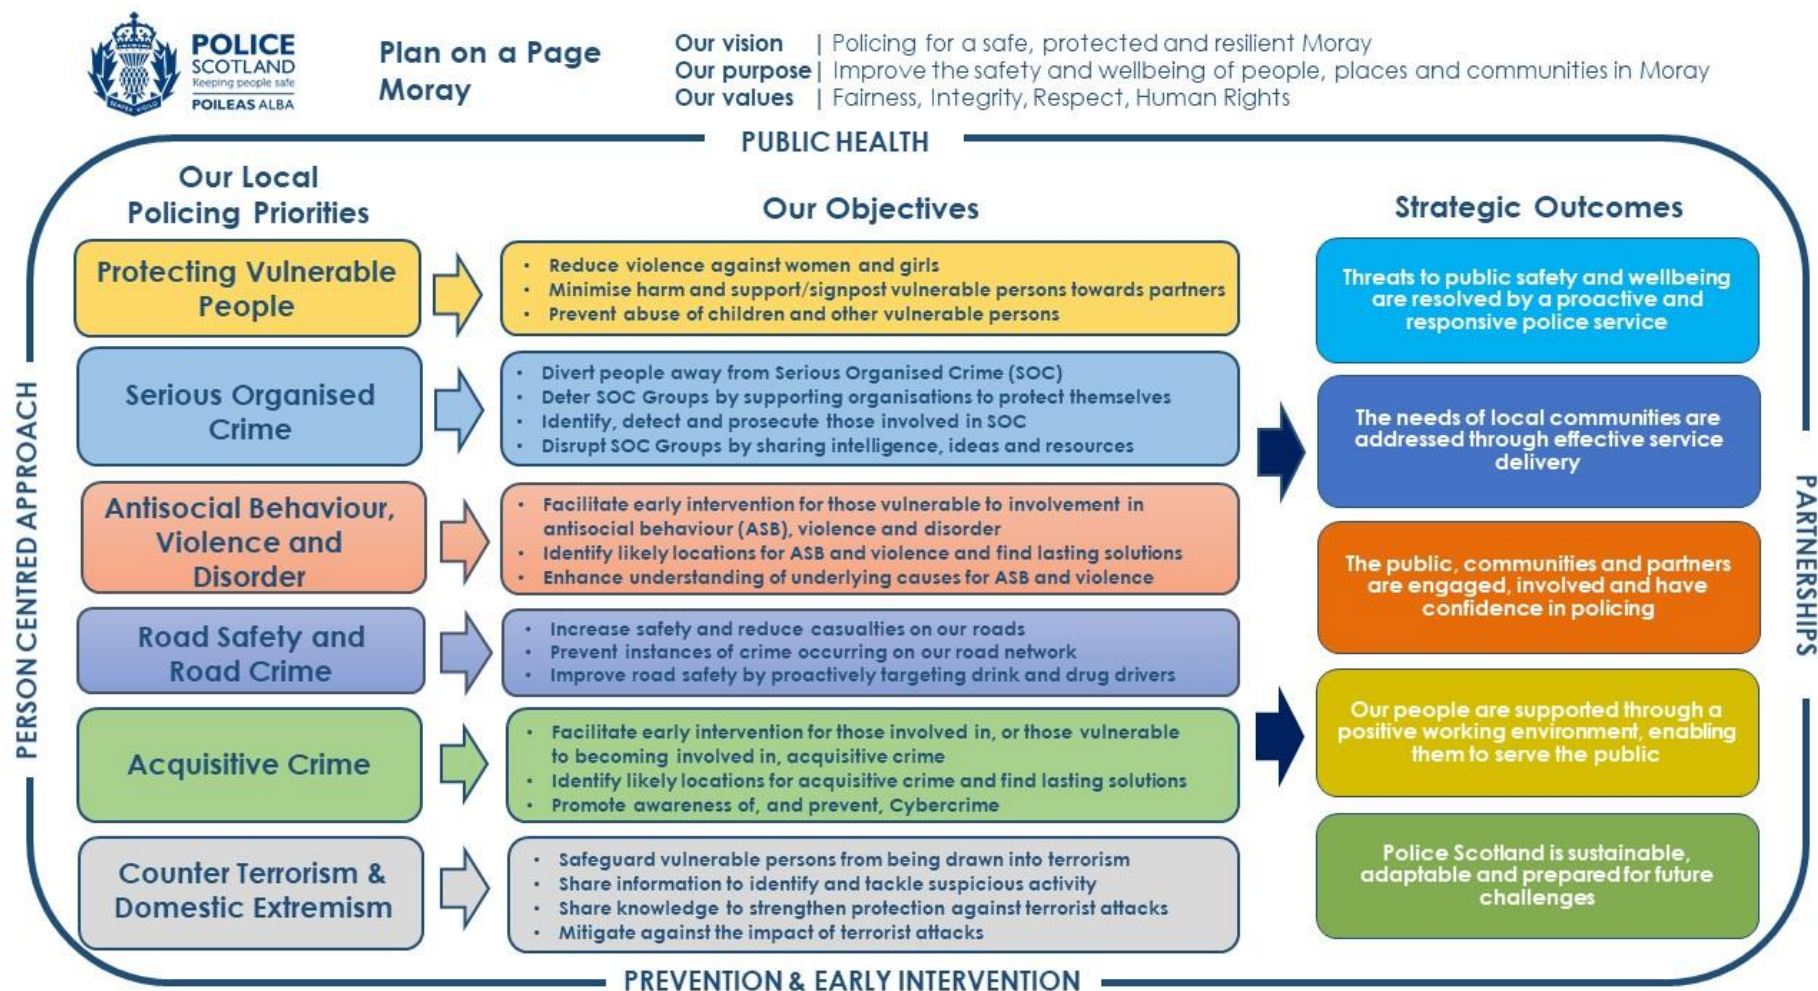 POLICE
SCOTLAND
Keeping people safe
POILEAS ALBA
SEMPER VIGILO
Plan on a Page
Moray
Our vision | Policing for a safe, protected and resilient Moray
Our purpose | Improve the safety and wellbeing of people, places and communities in Moray
Our values | Fairness, Integrity, Respect, Human Rights
PUBLIC HEALTH
PERSON CENTRED APPROACH
Our Local
Policing Priorities
Our Objectives
Strategic Outcomes
Protecting Vulnerable
People
• Reduce violence against women and girls
• Minimise harm and support/signpost vulnerable persons towards partners
• Prevent abuse of children and other vulnerable persons
Serious Organised
Crime
• Divert people away from Serious Organised Crime (SOC)
• Deter SOC Groups by supporting organisations to protect themselves
• Identify, detect and prosecute those involved in SOC
• Disrupt SOC Groups by sharing intelligence, ideas and resources
Antisocial Behaviour,
Violence and
Disorder
• Facilitate early intervention for those vulnerable to involvement in
antisocial behaviour (ASB), violence and disorder
• Identify likely locations for ASB and violence and find lasting solutions
• Enhance understanding of underlying causes for ASB and violence
Road Safety and
Road Crime
• Increase safety and reduce casualties on our roads
• Prevent instances of crime occurring on our road network
• Improve road safety by proactively targeting drink and drug drivers
Acquisitive Crime
• Facilitate early intervention for those involved in, or those vulnerable
to becoming involved in, acquisitive crime
• Identify likely locations for acquisitive crime and find lasting solutions
• Promote awareness of, and prevent, Cybercrime
Counter Terrorism &
Domestic Extremism
• Safeguard vulnerable persons from being drawn into terrorism
• Share information to identify and tackle suspicious activity
• Share knowledge to strengthen protection against terrorist attacks
• Mitigate against the impact of terrorist attacks
Threats to public safety and wellbeing
are resolved by a proactive and
responsive police service
The needs of local communities are
addressed through effective service
delivery
The public, communities and partners
are engaged, involved and have
confidence in policing
Our people are supported through a
positive working environment, enabling
them to serve the public
Police Scotland is sustainable,
adaptable and prepared for future
challenges
PARTNERSHIPS
PREVENTION & EARLY INTERVENTION